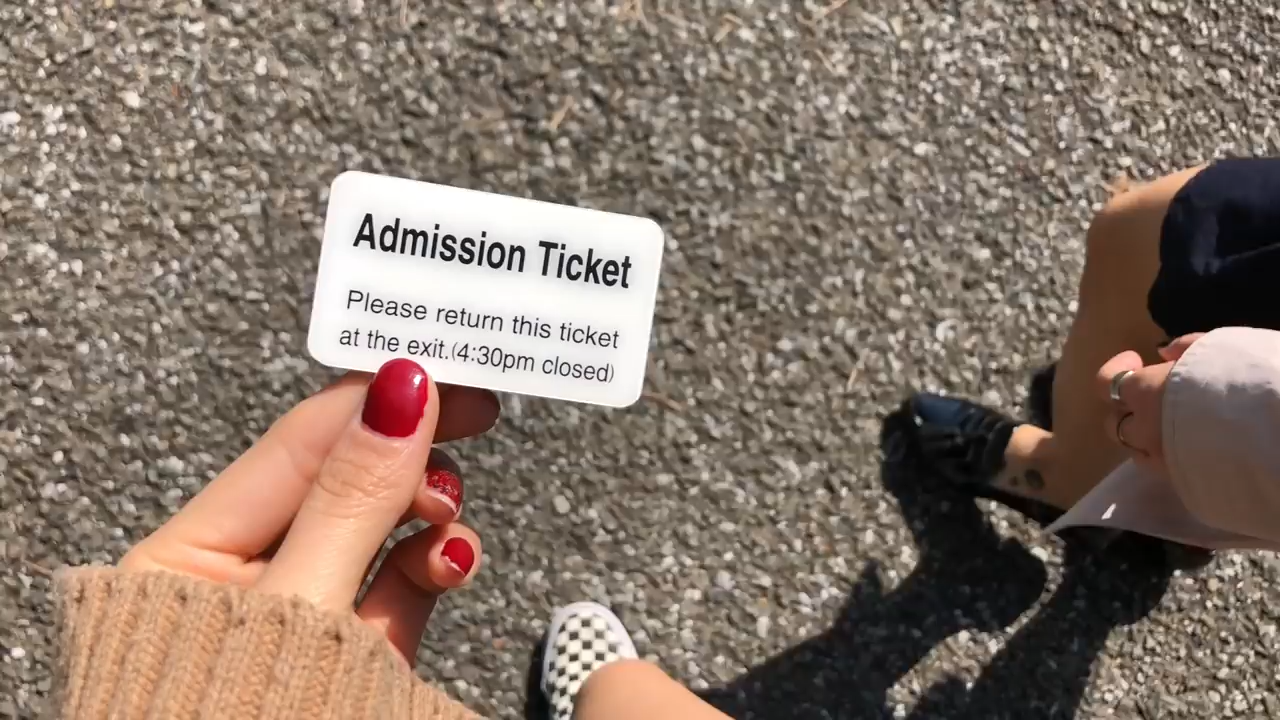 Admission Ticket
Please return this ticket
at the exit.(4:30pm closed)